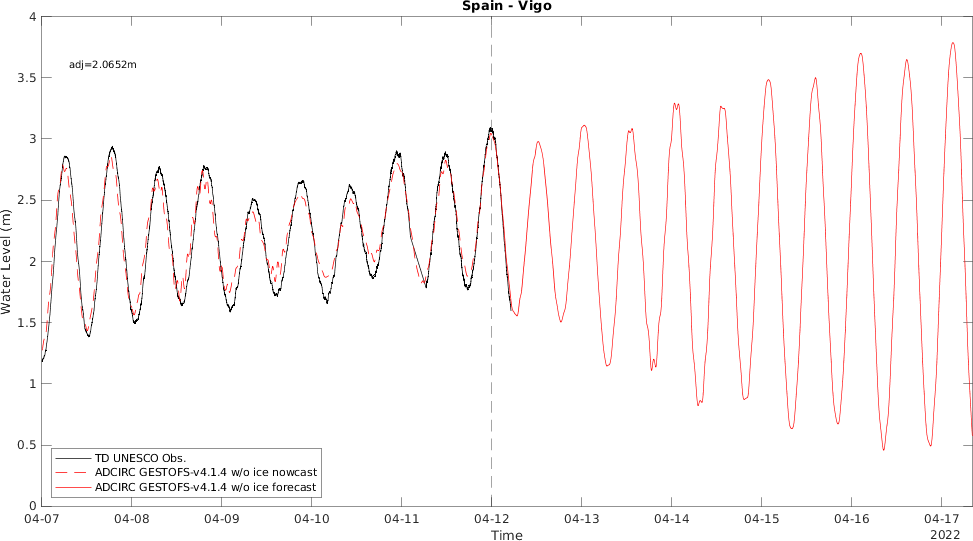 Spain - Vigo
4
adj=2.0652m
3.5
3
2.5
Water Level (m)
2
1.5
1
0.5
TD UNESCO Obs.
ADCIRC GESTOFS-v4.1.4 w/o ice nowcast
ADCIRC GESTOFS-v4.1.4 w/o ice forecast
0
04-07 04-08 04-09 04-10 04-11 04-12 04-13 04-14 04-15 04-16 04-17
Time
2022